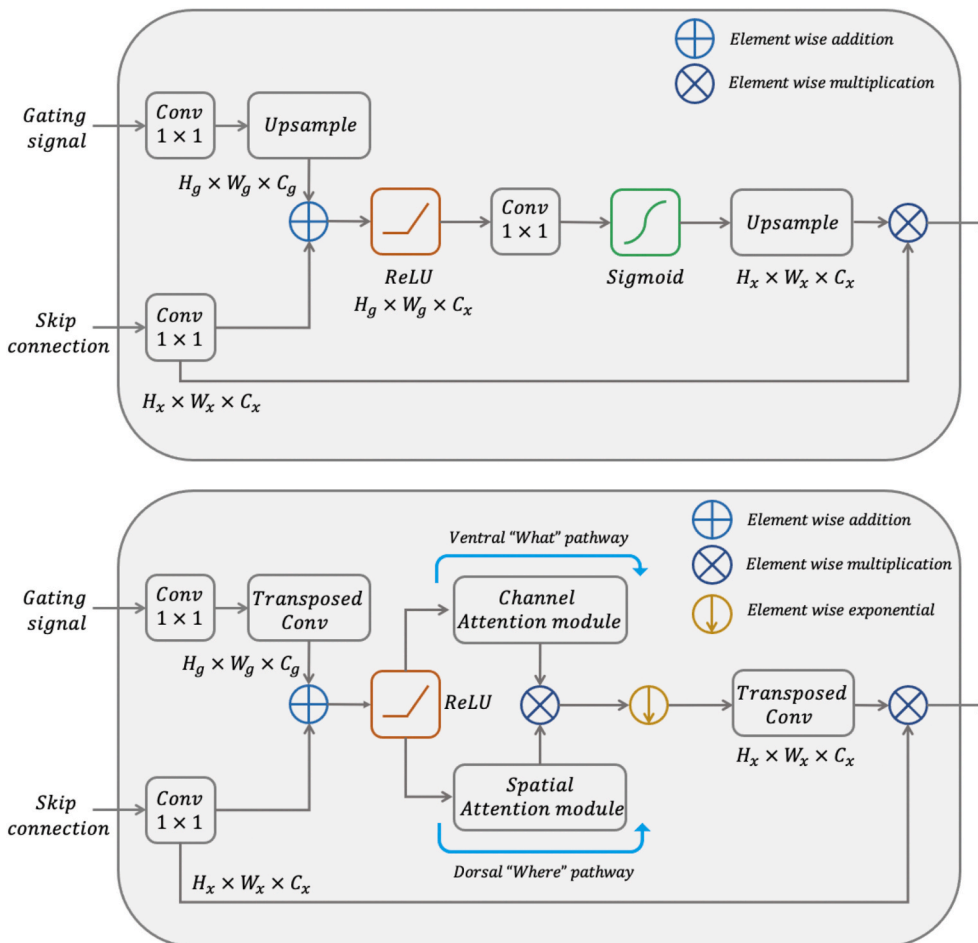 Element wise addition
Element wise multiplication
Gating
signal
Conv
1 × 1
Upsample
H_g × W_g × C_g
ReLU
H_g × W_g × C_x
Conv
1 × 1
Sigmoid
Upsample
H_x × W_x × C_x
Skip
connection
Conv
1 × 1
H_x × W_x × C_x
Element wise addition
Element wise multiplication
Element wise exponential
Ventral "What" pathway
Gating
signal
Conv
1 × 1
Transposed
Conv
H_g × W_g × C_g
Channel
Attention module
ReLU
Transposed
Conv
H_x × W_x × C_x
Spatial
Attention module
Skip
connection
Conv
1 × 1
Dorsal "Where" pathway
H_x × W_x × C_x